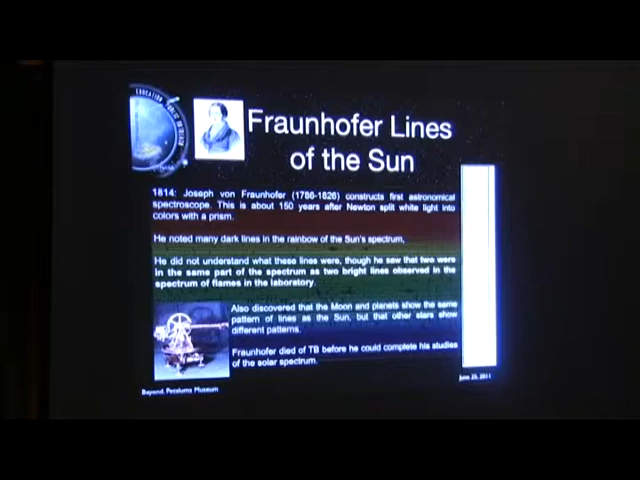 Fraunhofer Lines
of the Sun
1814: Joseph von Fraunhofer (1786-1826) constructs first astronomical
spectroscope. This is about 150 years after Newton split white light into
colors with a prism.
He noted many dark lines in the rainbow of the Sun's spectrum,
He did not understand what these lines were, though he saw that two were
in the same part of the spectrum as two bright lines observed in the
spectrum of flames in the laboratory.
Also discovered that the Moon and planets show the same
pattern of lines as the Sun, but that other stars show
different patterns.
Fraunhofer died of TB before he could complete his studies
of the solar spectrum.
Beyond, Petaluma Museum
June 25, 2011